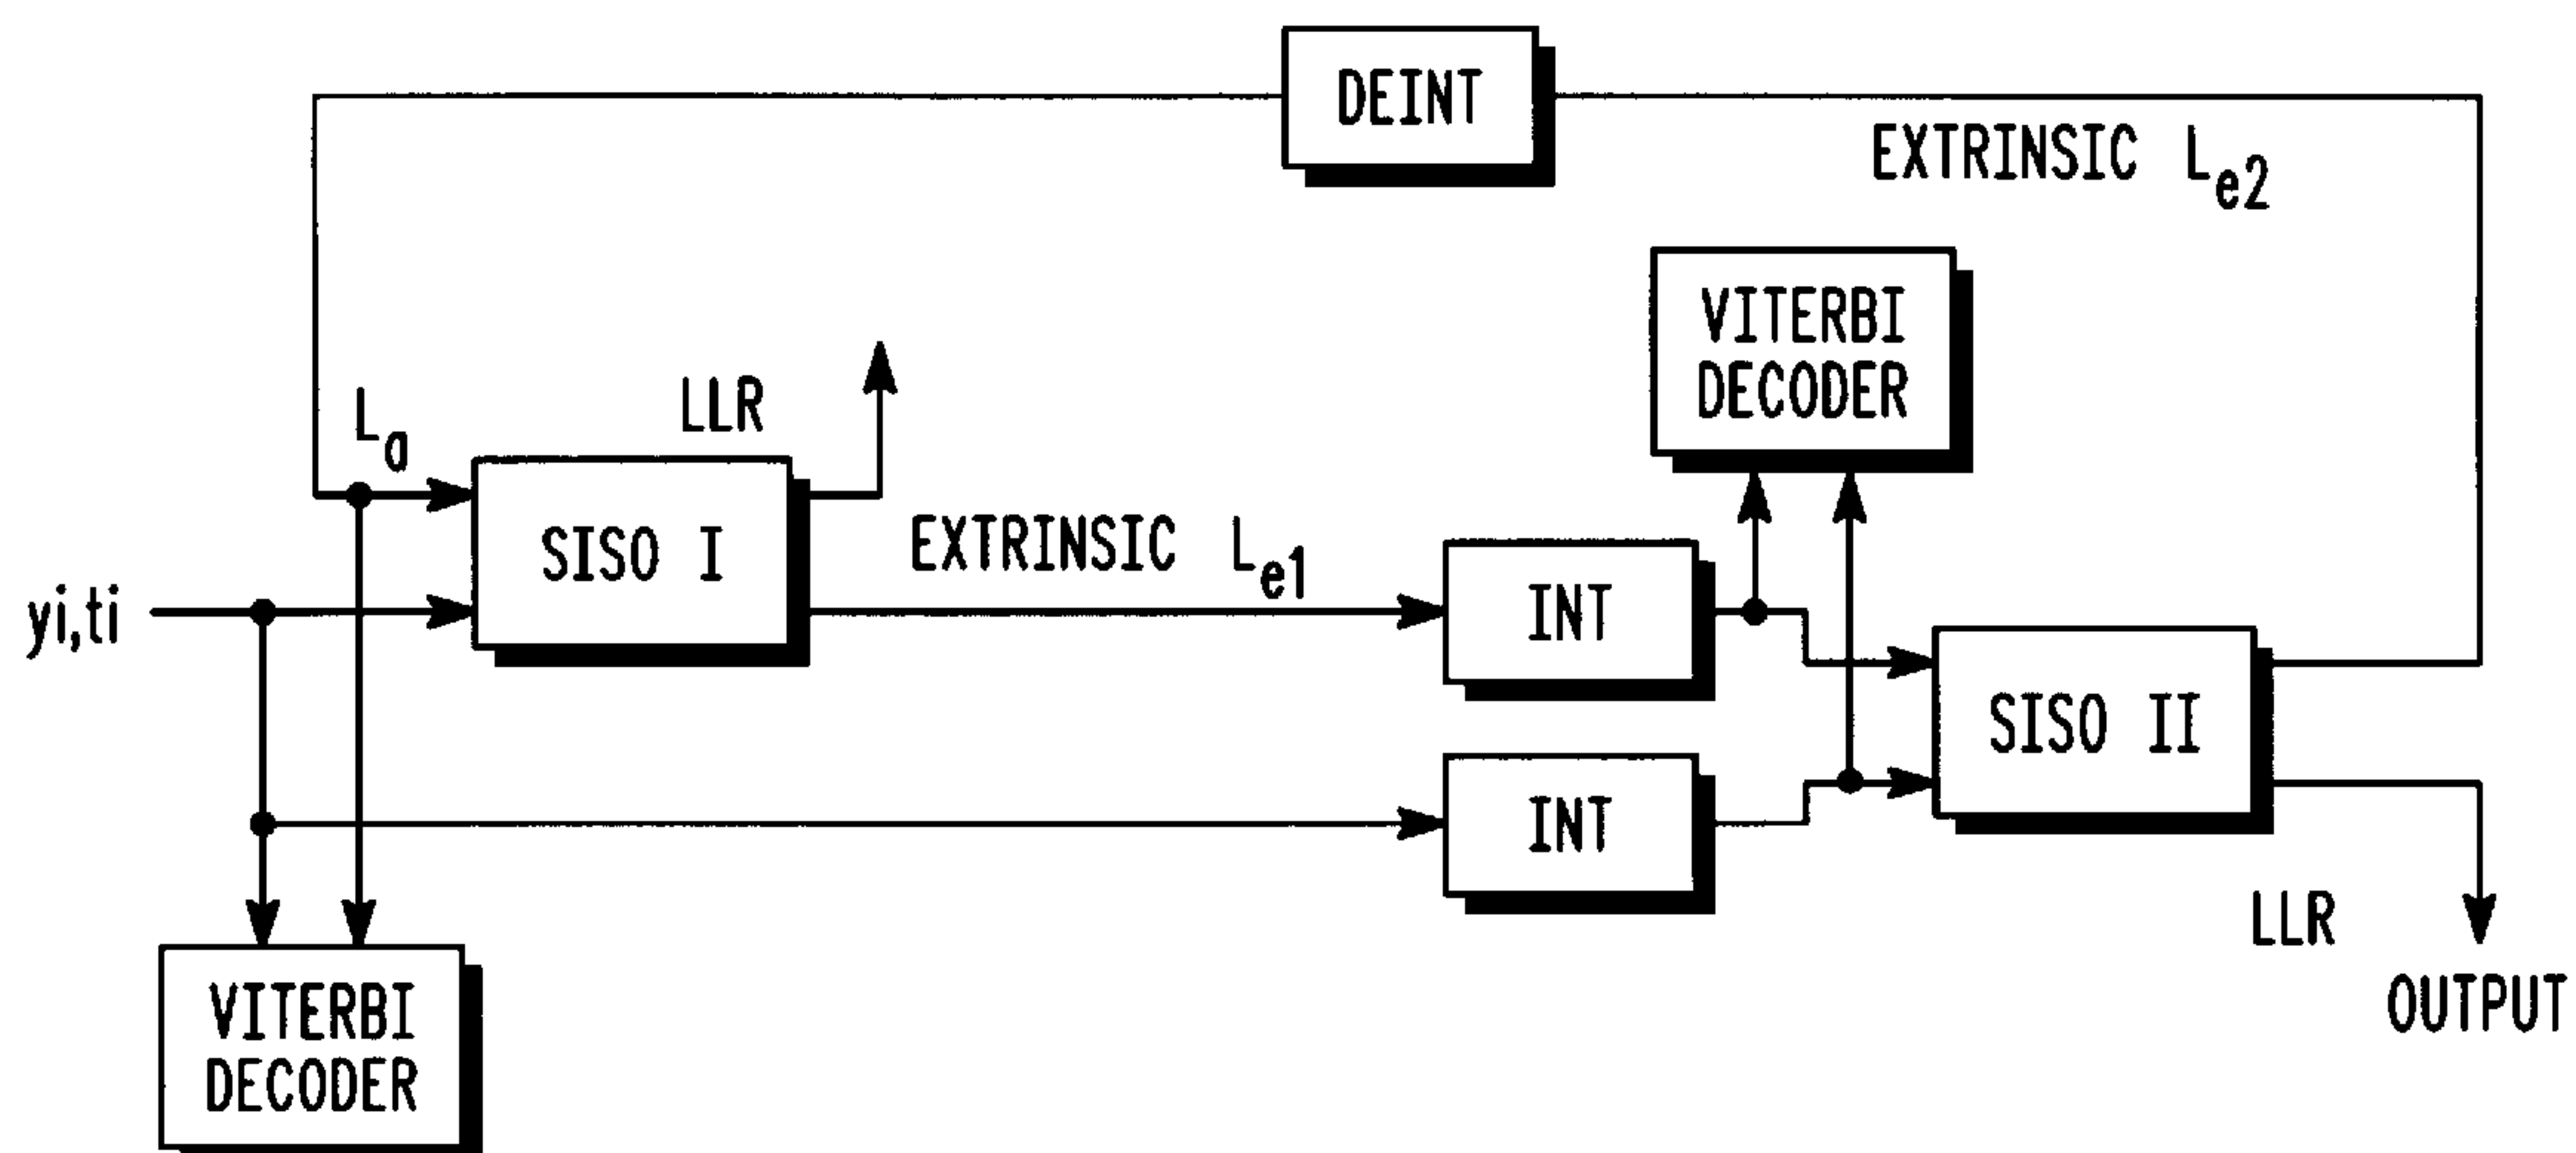 DEINT
EXTRINSIC Le2
VITERBI
DECODER
La
LLR
SISO I
EXTRINSIC Le1
yi,ti
INT
SISO II
INT
LLR
OUTPUT
VITERBI
DECODER